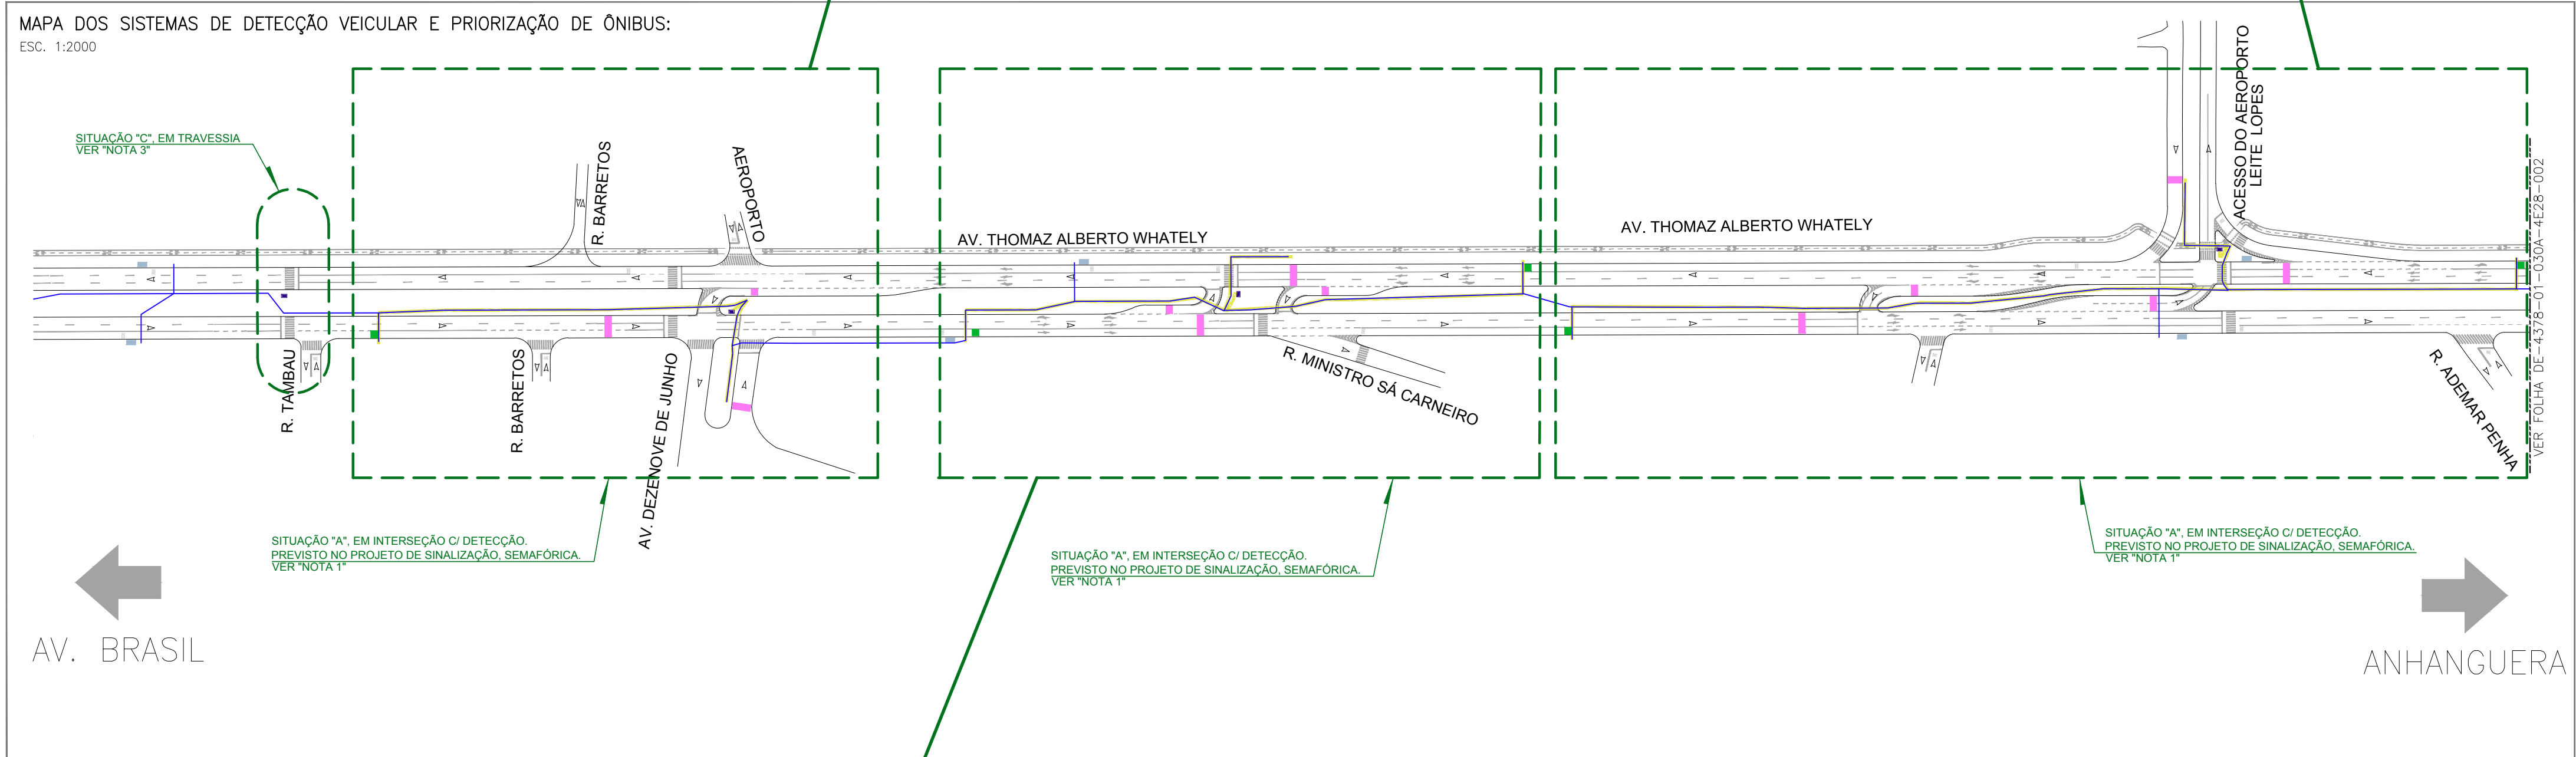 MAPA DOS SISTEMAS DE DETECÇÃO VEICULAR E PRIORIZAÇÃO DE ÔNIBUS:
ESC. 1:2000
SITUAÇÃO "C", EM TRAVESSIA
VER "NOTA 3"
R. TAMBAU
R. BARRETOS
R. BARRETOS
AEROPORTO
AV. DEZENOVE DE JUNHO
AV. THOMAZ ALBERTO WHATELY
R. MINISTRO SÁ CARNEIRO
AV. THOMAZ ALBERTO WHATELY
ACESSO DO AEROPORTO
LEITE LOPES
R. ADEMAR PENHA
VER FOLHA DE-4378-01-030A-4E28-002
SITUAÇÃO "A", EM INTERSEÇÃO C/ DETECÇÃO.
PREVISTO NO PROJETO DE SINALIZAÇÃO, SEMAFÓRICA.
VER "NOTA 1"
SITUAÇÃO "A", EM INTERSEÇÃO C/ DETECÇÃO.
PREVISTO NO PROJETO DE SINALIZAÇÃO, SEMAFÓRICA.
VER "NOTA 1"
SITUAÇÃO "A", EM INTERSEÇÃO C/ DETECÇÃO.
PREVISTO NO PROJETO DE SINALIZAÇÃO, SEMAFÓRICA.
VER "NOTA 1"
AV. BRASIL
ANHANGUERA